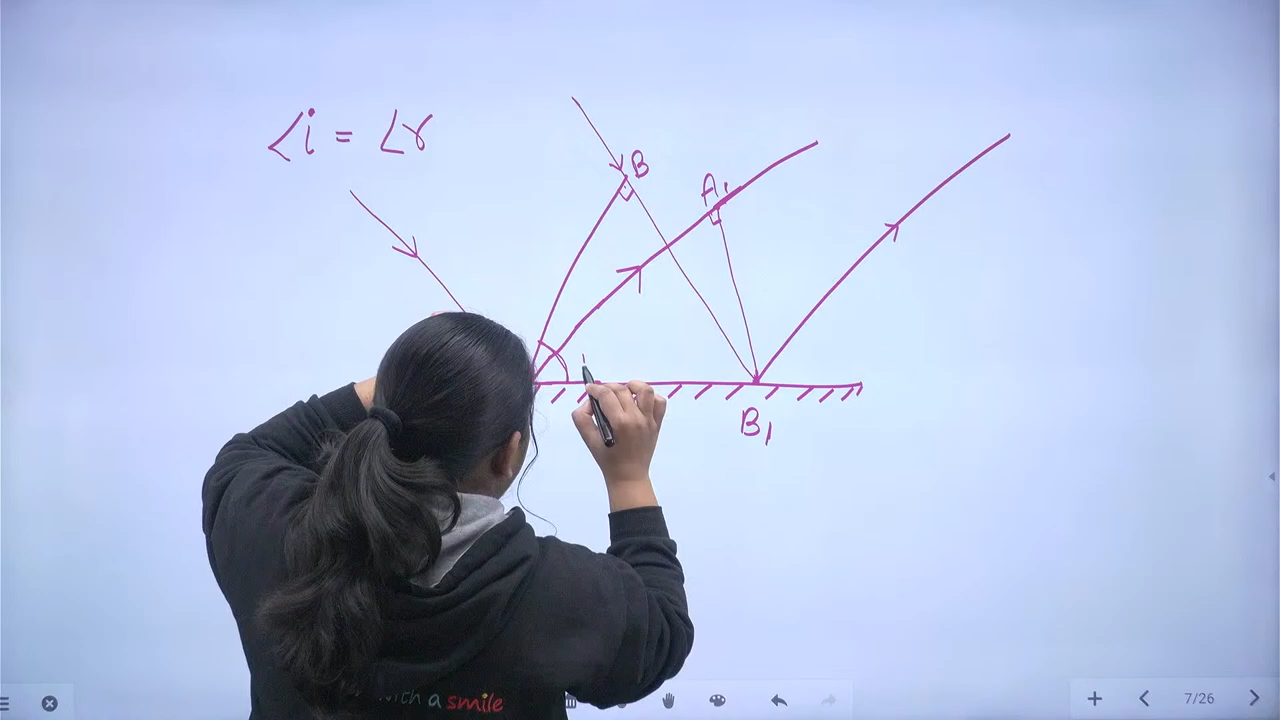 ∠i = ∠r
B
A₁
B₁
with a smile
7/26